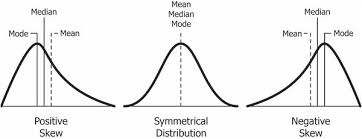 Median
Mode
Mean
Positive
Skew
Mean
Median
Mode
Symmetrical
Distribution
Median
Mean
Mode
Negative
Skew